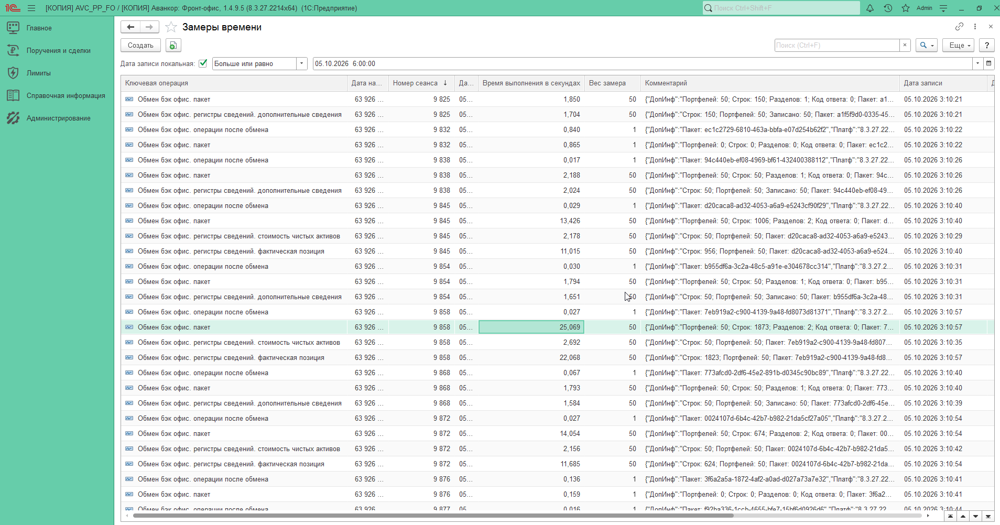 [КОПИЯ] AVC_PP_FO / [КОПИЯ] Аванкор: Фронт-офис, 1.4.9.5 (8.3.27.2214x64) (1С:Предприятие)
Поиск Ctrl+Shift+F
Admin
Главное
Поручения и сделки
Лимиты
Справочная информация
Администрирование
Замеры времени
Создать
Поиск (Ctrl+F)
Еще
?
Дата записи локальная: Больше или равно 05.10.2026 6:00:00
Ключевая операция Дата на... Номер сеанса ↓ Да... Время выполнения в секундах Вес замера Комментарий Дата записи
Обмен бэк офис. пакет 63 926 ... 9 825 05... 1,850 50 {"ДопИнф":"Портфелей: 50; Строк: 150; Разделов: 1; Код ответа: 0; Пакет: a1... 05.10.2026 3:10:21
Обмен бэк офис. регистры сведений. дополнительные сведения 63 926 ... 9 825 05... 1,704 50 {"ДопИнф":"Строк: 150; Портфелей: 50; Записано: 50; Пакет: a1f5f9d0-0335-45... 05.10.2026 3:10:21
Обмен бэк офис. операции после обмена 63 926 ... 9 832 05... 0,840 1 {"ДопИнф":"Пакет: ec1c2729-6810-463a-bbfa-e07d254b62f2","Платф":"8.3.27.22... 05.10.2026 3:10:22
Обмен бэк офис. пакет 63 926 ... 9 832 05... 0,865 1 {"ДопИнф":"Портфелей: 0; Строк: 0; Разделов: 0; Код ответа: 0; Пакет: ec1c2... 05.10.2026 3:10:22
Обмен бэк офис. операции после обмена 63 926 ... 9 838 05... 0,017 1 {"ДопИнф":"Пакет: 94c440eb-ef08-4969-bf61-432400388112","Платф":"8.3.27.22... 05.10.2026 3:10:26
Обмен бэк офис. пакет 63 926 ... 9 838 05... 2,188 50 {"ДопИнф":"Портфелей: 50; Строк: 50; Разделов: 1; Код ответа: 0; Пакет: 94c... 05.10.2026 3:10:26
Обмен бэк офис. регистры сведений. дополнительные сведения 63 926 ... 9 838 05... 2,024 50 {"ДопИнф":"Строк: 50; Портфелей: 50; Записано: 50; Пакет: 94c440eb-ef08-49... 05.10.2026 3:10:26
Обмен бэк офис. операции после обмена 63 926 ... 9 845 05... 0,029 1 {"ДопИнф":"Пакет: d20caca8-ad32-4053-a6a9-e5243cf90f29","Платф":"8.3.27.22... 05.10.2026 3:10:40
Обмен бэк офис. пакет 63 926 ... 9 845 05... 13,426 50 {"ДопИнф":"Портфелей: 50; Строк: 1006; Разделов: 2; Код ответа: 0; Пакет: d... 05.10.2026 3:10:40
Обмен бэк офис. регистры сведений. стоимость чистых активов 63 926 ... 9 845 05... 2,178 50 {"ДопИнф":"Строк: 50; Портфелей: 50; Пакет: d20caca8-ad32-4053-a6a9-e5243... 05.10.2026 3:10:29
Обмен бэк офис. регистры сведений. фактическая позиция 63 926 ... 9 845 05... 11,015 50 {"ДопИнф":"Строк: 956; Портфелей: 50; Пакет: d20caca8-ad32-4053-a6a9-e524... 05.10.2026 3:10:40
Обмен бэк офис. операции после обмена 63 926 ... 9 854 05... 0,030 1 {"ДопИнф":"Пакет: b955df6a-3c2a-48c5-a91e-e304678cc314","Платф":"8.3.27.2... 05.10.2026 3:10:31
Обмен бэк офис. пакет 63 926 ... 9 854 05... 1,794 50 {"ДопИнф":"Портфелей: 50; Строк: 50; Разделов: 1; Код ответа: 0; Пакет: b95... 05.10.2026 3:10:31
Обмен бэк офис. регистры сведений. дополнительные сведения 63 926 ... 9 854 05... 1,651 50 {"ДопИнф":"Строк: 50; Портфелей: 50; Записано: 50; Пакет: b955df6a-3c2a-48... 05.10.2026 3:10:31
Обмен бэк офис. операции после обмена 63 926 ... 9 858 05... 0,027 1 {"ДопИнф":"Пакет: 7eb919a2-c900-4139-9a48-fd8073d81371","Платф":"8.3.27.22... 05.10.2026 3:10:57
Обмен бэк офис. пакет 63 926 ... 9 858 05... 25,069 50 {"ДопИнф":"Портфелей: 50; Строк: 1873; Разделов: 2; Код ответа: 0; Пакет: 7... 05.10.2026 3:10:57
Обмен бэк офис. регистры сведений. стоимость чистых активов 63 926 ... 9 858 05... 2,692 50 {"ДопИнф":"Строк: 50; Портфелей: 50; Пакет: 7eb919a2-c900-4139-9a48-fd807... 05.10.2026 3:10:35
Обмен бэк офис. регистры сведений. фактическая позиция 63 926 ... 9 858 05... 22,068 50 {"ДопИнф":"Строк: 1823; Портфелей: 50; Пакет: 7eb919a2-c900-4139-9a48-fd8... 05.10.2026 3:10:57
Обмен бэк офис. операции после обмена 63 926 ... 9 868 05... 0,067 1 {"ДопИнф":"Пакет: 773afcd0-2df6-45e2-891b-d0345c90bc89","Платф":"8.3.27.22... 05.10.2026 3:10:40
Обмен бэк офис. пакет 63 926 ... 9 868 05... 1,793 50 {"ДопИнф":"Портфелей: 50; Строк: 50; Разделов: 1; Код ответа: 0; Пакет: 773... 05.10.2026 3:10:40
Обмен бэк офис. регистры сведений. дополнительные сведения 63 926 ... 9 868 05... 1,584 50 {"ДопИнф":"Строк: 50; Портфелей: 50; Записано: 50; Пакет: 773afcd0-2df6-45e... 05.10.2026 3:10:39
Обмен бэк офис. операции после обмена 63 926 ... 9 872 05... 0,027 1 {"ДопИнф":"Пакет: 0024107d-6b4c-42b7-b982-21da5cf27a05","Платф":"8.3.27.2... 05.10.2026 3:10:54
Обмен бэк офис. пакет 63 926 ... 9 872 05... 14,054 50 {"ДопИнф":"Портфелей: 50; Строк: 674; Разделов: 2; Код ответа: 0; Пакет: 00... 05.10.2026 3:10:54
Обмен бэк офис. регистры сведений. стоимость чистых активов 63 926 ... 9 872 05... 2,156 50 {"ДопИнф":"Строк: 50; Портфелей: 50; Пакет: 0024107d-6b4c-42b7-b982-21da5... 05.10.2026 3:10:42
Обмен бэк офис. регистры сведений. фактическая позиция 63 926 ... 9 872 05... 11,685 50 {"ДопИнф":"Строк: 624; Портфелей: 50; Пакет: 0024107d-6b4c-42b7-b982-21da... 05.10.2026 3:10:54
Обмен бэк офис. операции после обмена 63 926 ... 9 876 05... 0,136 1 {"ДопИнф":"Пакет: 3f6a2a5a-1872-4af2-a0ad-d027a73a7e32","Платф":"8.3.27.22... 05.10.2026 3:10:41
Обмен бэк офис. пакет 63 926 ... 9 876 05... 0,159 1 {"ДопИнф":"Портфелей: 0; Строк: 0; Разделов: 0; Код ответа: 0; Пакет: 3f6a2... 05.10.2026 3:10:41
Обмен бэк офис. операции после обмена 63 926 ... 9 877 05... 0,016 1 {"ДопИнф":"Пакет: f92ba336-1ccb-4655-bfe7-15bf6d0926d6","Платф":"8.3.27.22... 05.10.2026 3:10:44